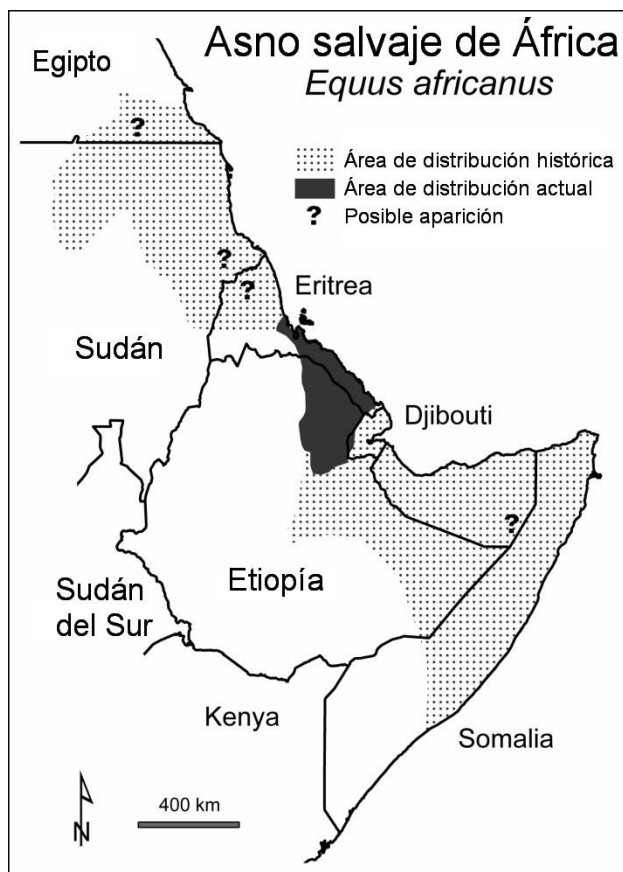 Asno salvaje de África
Equus africanus
Egipto
?
Área de distribución histórica
Área de distribución actual
? Posible aparición
?
?
Eritrea
Sudán
Djibouti
?
Etiopía
Sudán
del Sur
Kenya
Somalia
400 km
N